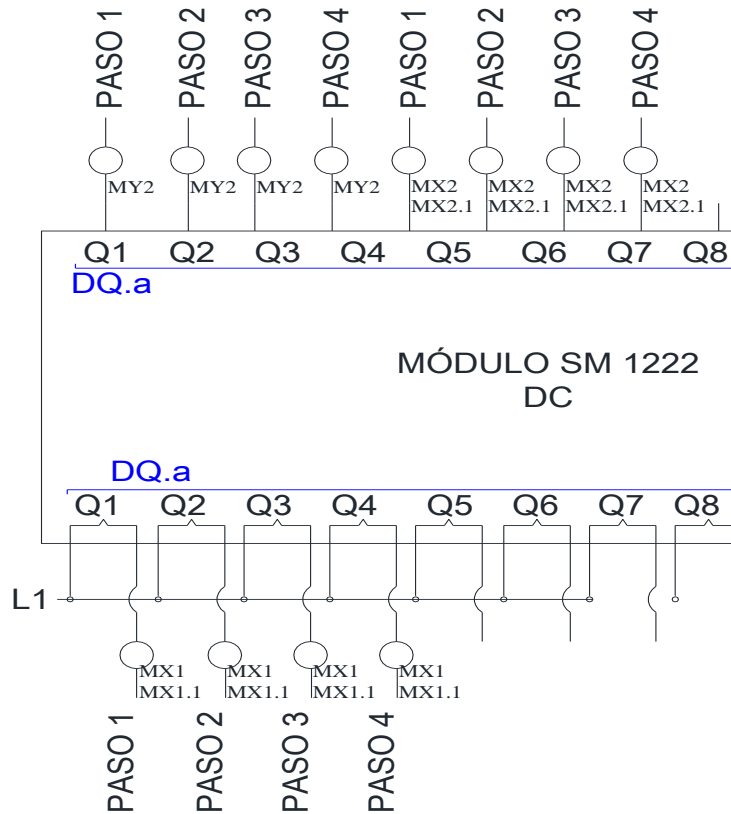 PASO 1 PASO 2 PASO 3 PASO 4 PASO 1 PASO 2 PASO 3 PASO 4
MY2 MY2 MY2 MY2 MX2 MX2 MX2 MX2
MX2.1 MX2.1 MX2.1 MX2.1
Q1 Q2 Q3 Q4 Q5 Q6 Q7 Q8
DQ.a
MÓDULO SM 1222
DC
DQ.a
Q1 Q2 Q3 Q4 Q5 Q6 Q7 Q8
L1
MX1 MX1 MX1 MX1
MX1.1 MX1.1 MX1.1 MX1.1
PASO 1 PASO 2 PASO 3 PASO 4